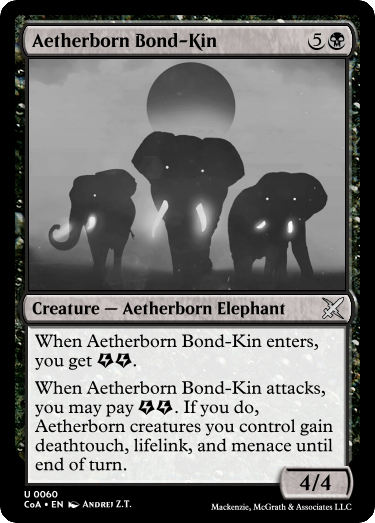 Aetherborn Bond-Kin 5
Creature — Aetherborn Elephant
When Aetherborn Bond-Kin enters,
you get.
When Aetherborn Bond-Kin attacks,
you may pay. If you do,
Aetherborn creatures you control gain
deathtouch, lifelink, and menace until
end of turn.
4/4
U 0060
CoA • EN Andrej Z.T.
Mackenzie, McGrath & Associates LLC